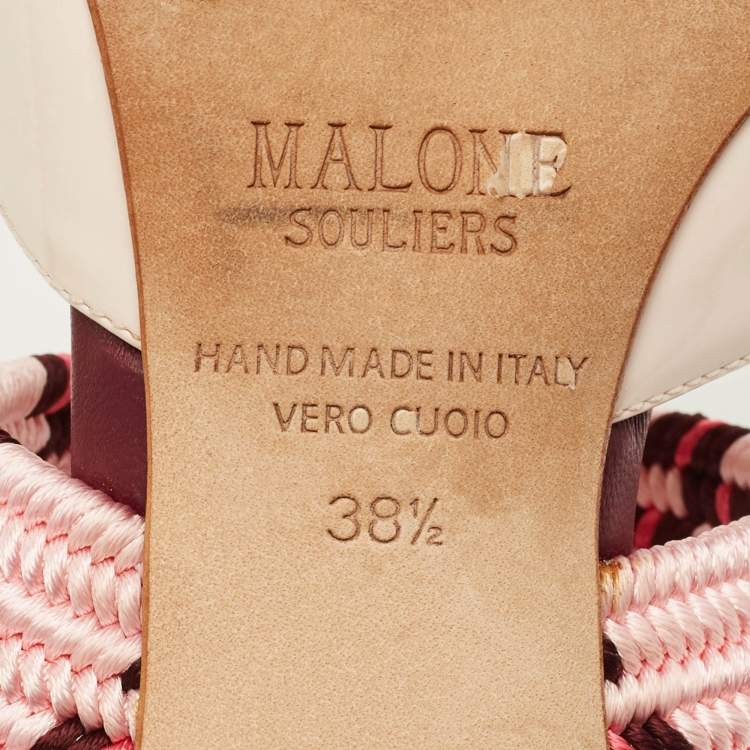 MALONE
SOULIERS
HAND MADE IN ITALY
VERO CUOIO
38½